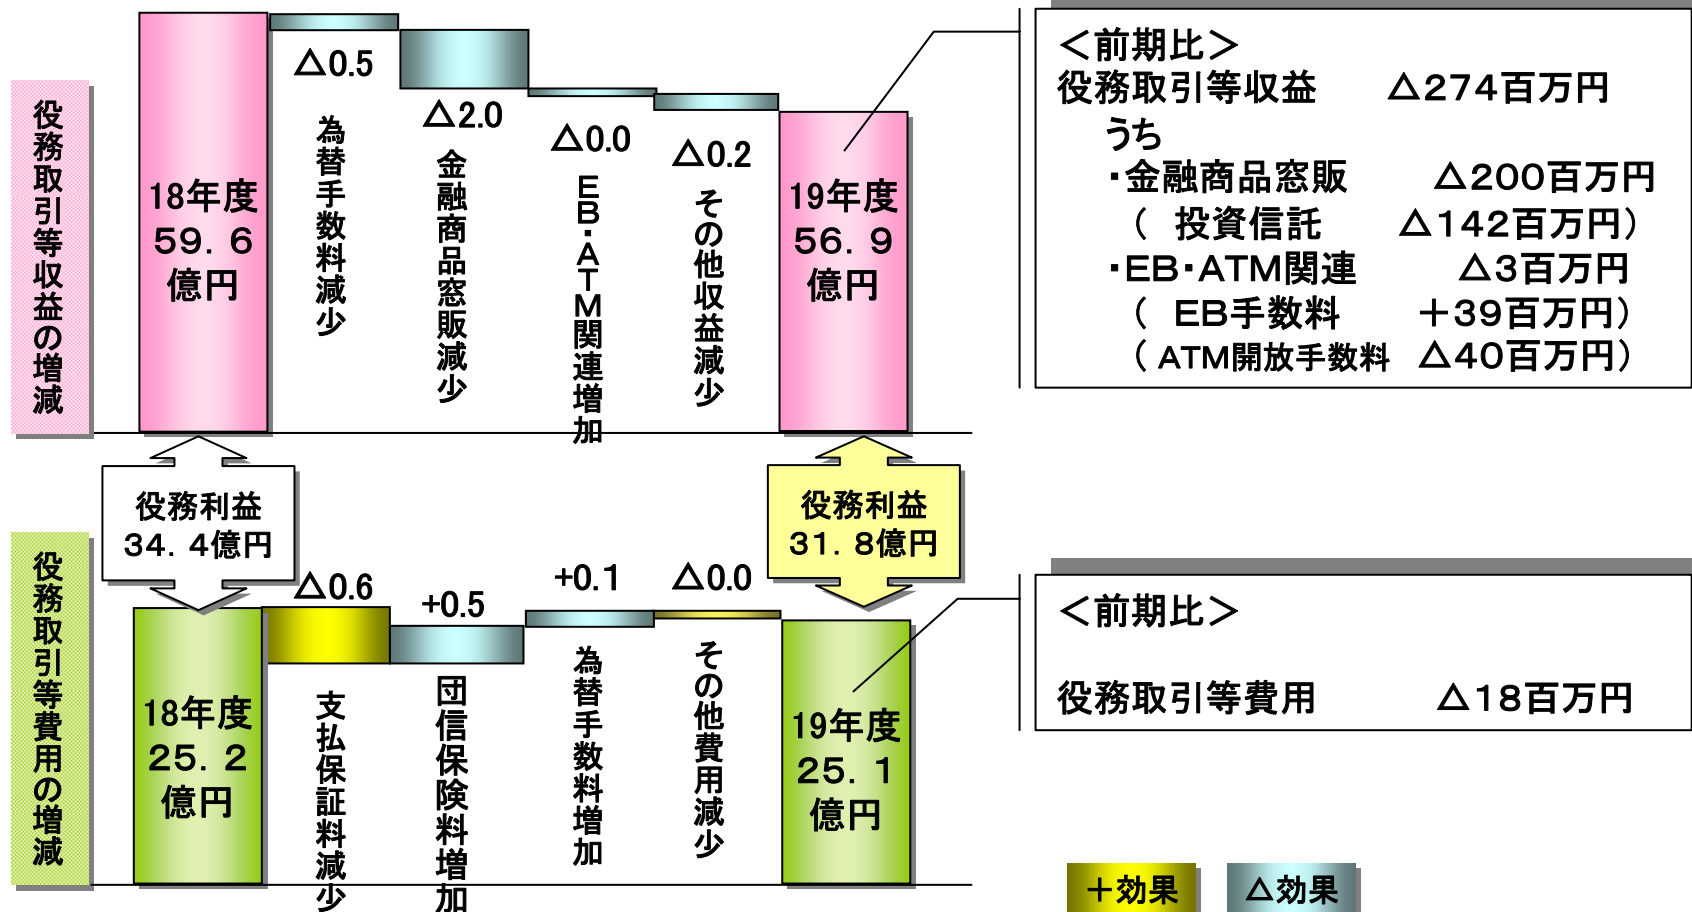 役務取引等収益の増減
18年度
59．6
億円
△0.5
為替手数料減少
△2.0
金融商品窓販減少
△0.0
EB・ATM関連増加
△0.2
その他収益減少
19年度
56．9
億円
＜前期比＞
役務取引等収益　△274百万円
うち
・金融商品窓販　△200百万円
（　投資信託　△142百万円）
・EB・ATM関連　△3百万円
（　EB手数料　＋39百万円）
（ ATM開放手数料　△40百万円）
役務利益
34．4億円
役務利益
31．8億円
役務取引等費用の増減
18年度
25．2
億円
△0.6
支払保証料減少
+0.5
団信保険料増加
+0.1
為替手数料増加
△0.0
その他費用減少
19年度
25．1
億円
＜前期比＞
役務取引等費用　△18百万円
＋効果
△効果